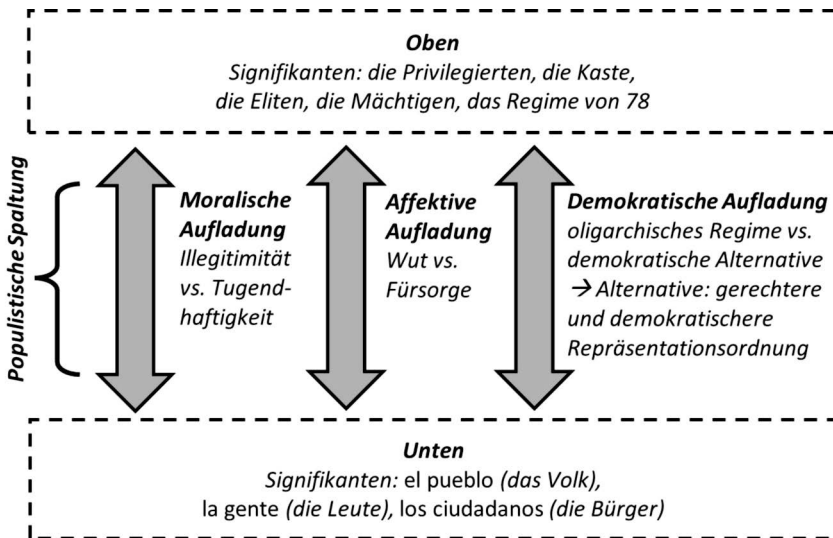 Oben
Signifikanten: die Privilegierten, die Kaste,
die Eliten, die Mächtigen, das Regime von 78
Populistische Spaltung
Moralische
Aufladung
Illegitimität
vs. Tugend-
haftigkeit
Affektive
Aufladung
Wut vs.
Fürsorge
Demokratische Aufladung
oligarchisches Regime vs.
demokratische Alternative
→ Alternative: gerechtere
und demokratischere
Repräsentationsordnung
Unten
Signifikanten: el pueblo (das Volk),
la gente (die Leute), los ciudadanos (die Bürger)